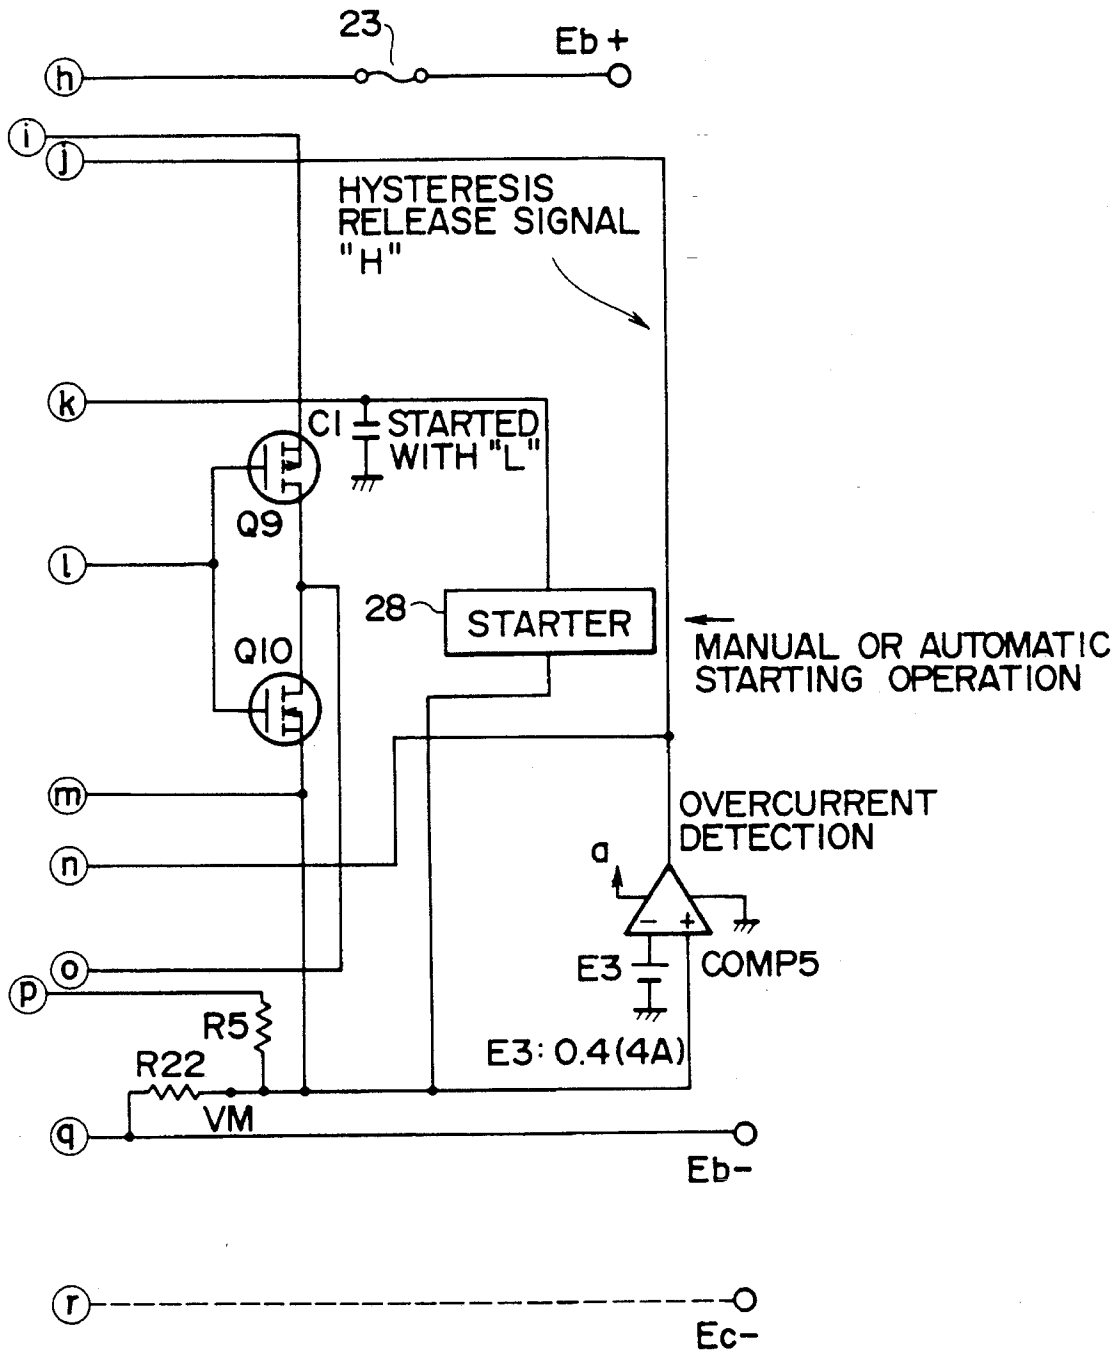 23
Eb+
h
i
j
HYSTERESIS
RELEASE SIGNAL
"H"
k
C1
STARTED
WITH "L"
Q9
l
28
STARTER
MANUAL OR AUTOMATIC
STARTING OPERATION
Q10
m
OVERCURRENT
DETECTION
n
a
- +
COMP5
E3
o
p
R5
E3: 0.4(4A)
R22
VM
q
Eb-
r
Ec-